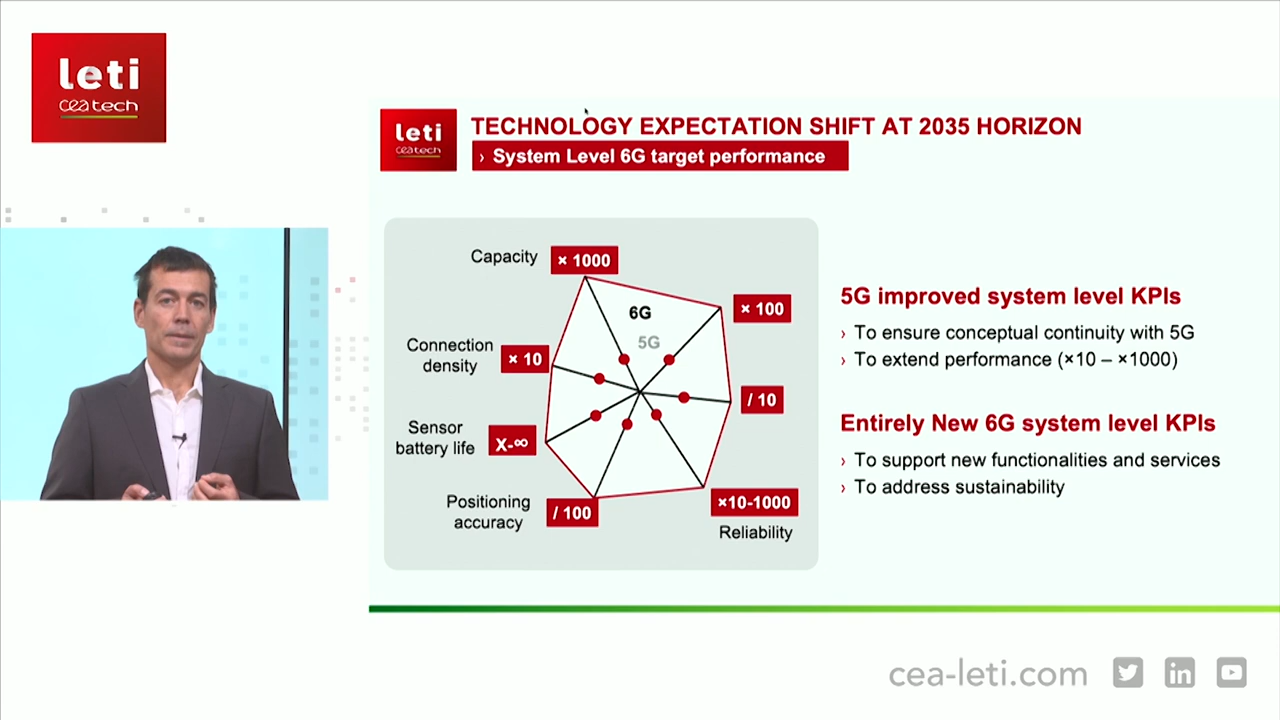 leti
cea tech
leti
cea tech
TECHNOLOGY EXPECTATION SHIFT AT 2035 HORIZON
› System Level 6G target performance
Capacity
× 1000
× 100
6G
5G
Connection
density
× 10
/ 10
Sensor
battery life
X-∞
Positioning
accuracy
/ 100
×10-1000
Reliability
5G improved system level KPIs
› To ensure conceptual continuity with 5G
› To extend performance (×10 – ×1000)
Entirely New 6G system level KPIs
› To support new functionalities and services
› To address sustainability
cea-leti.com
in